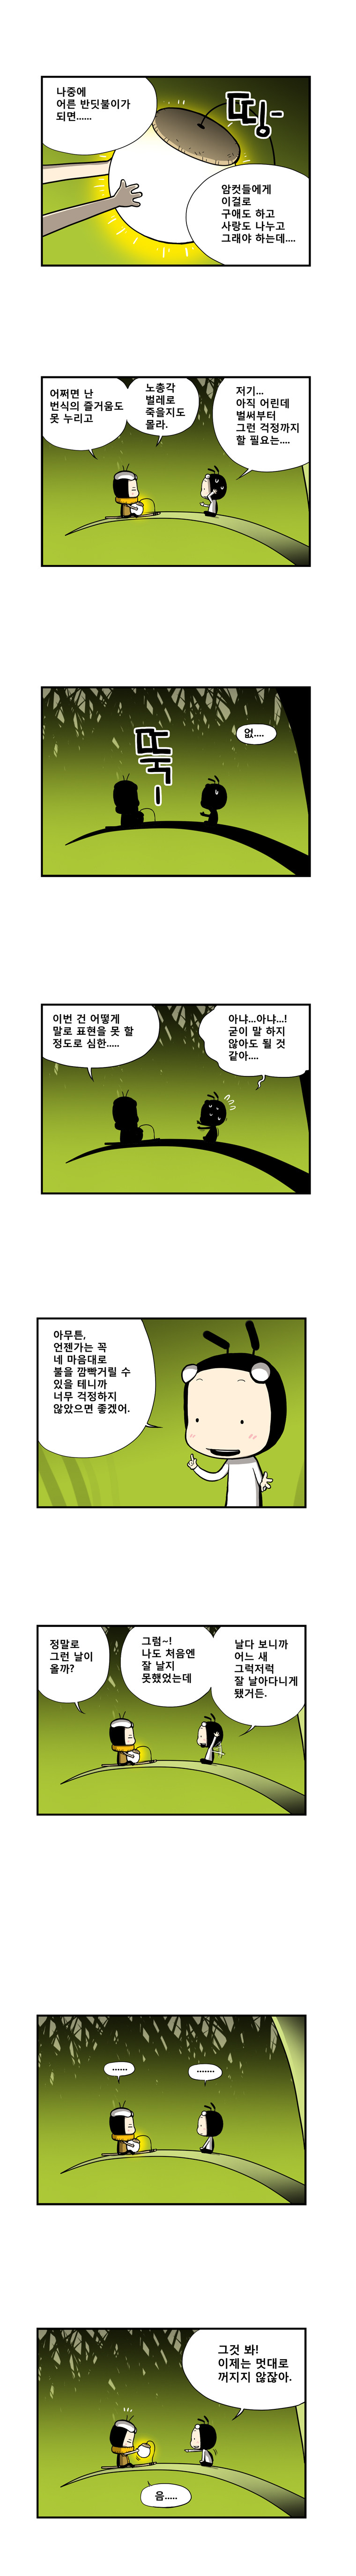 나중에
어른 반딧불이가
되면......
띵-
암컷들에게
이걸로
구애도 하고
사랑도 나누고
그래야 하는데....
어쩌면 난
번식의 즐거움도
못 누리고
노총각
벌레로
죽을지도
몰라.
저기...
아직 어린데
벌써부터
그런 걱정까지
할 필요는....
없....
뚝-
이번 건 어떻게
말로 표현을 못 할
정도로 심한.....
아냐...아냐...!
굳이 말 하지
않아도 될 것
같아....
아무튼,
언젠가는 꼭
네 마음대로
불을 깜빡거릴 수
있을 테니까
너무 걱정하지
않았으면 좋겠어.
정말로
그런 날이
올까?
그럼~!
나도 처음엔
잘 날지
못했었는데
날다 보니까
어느 새
그럭저럭
잘 날아다니게
됐거든.
......
.......
그것 봐!
이제는 멋대로
꺼지지 않잖아.
음.....